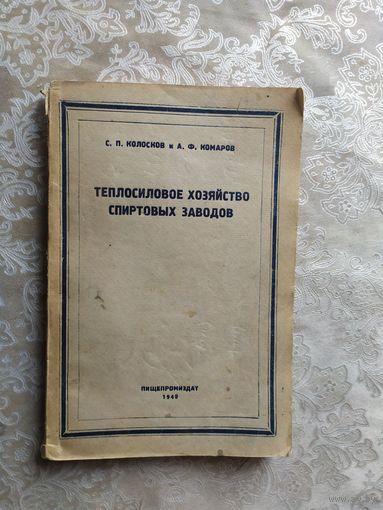 С. П. КОЛОСКОВ и А. Ф. КОМАРОВ
ТЕПЛОСИЛОВОЕ ХОЗЯЙСТВО
СПИРТОВЫХ ЗАВОДОВ
ПИЩЕПРОМИЗДАТ
1940